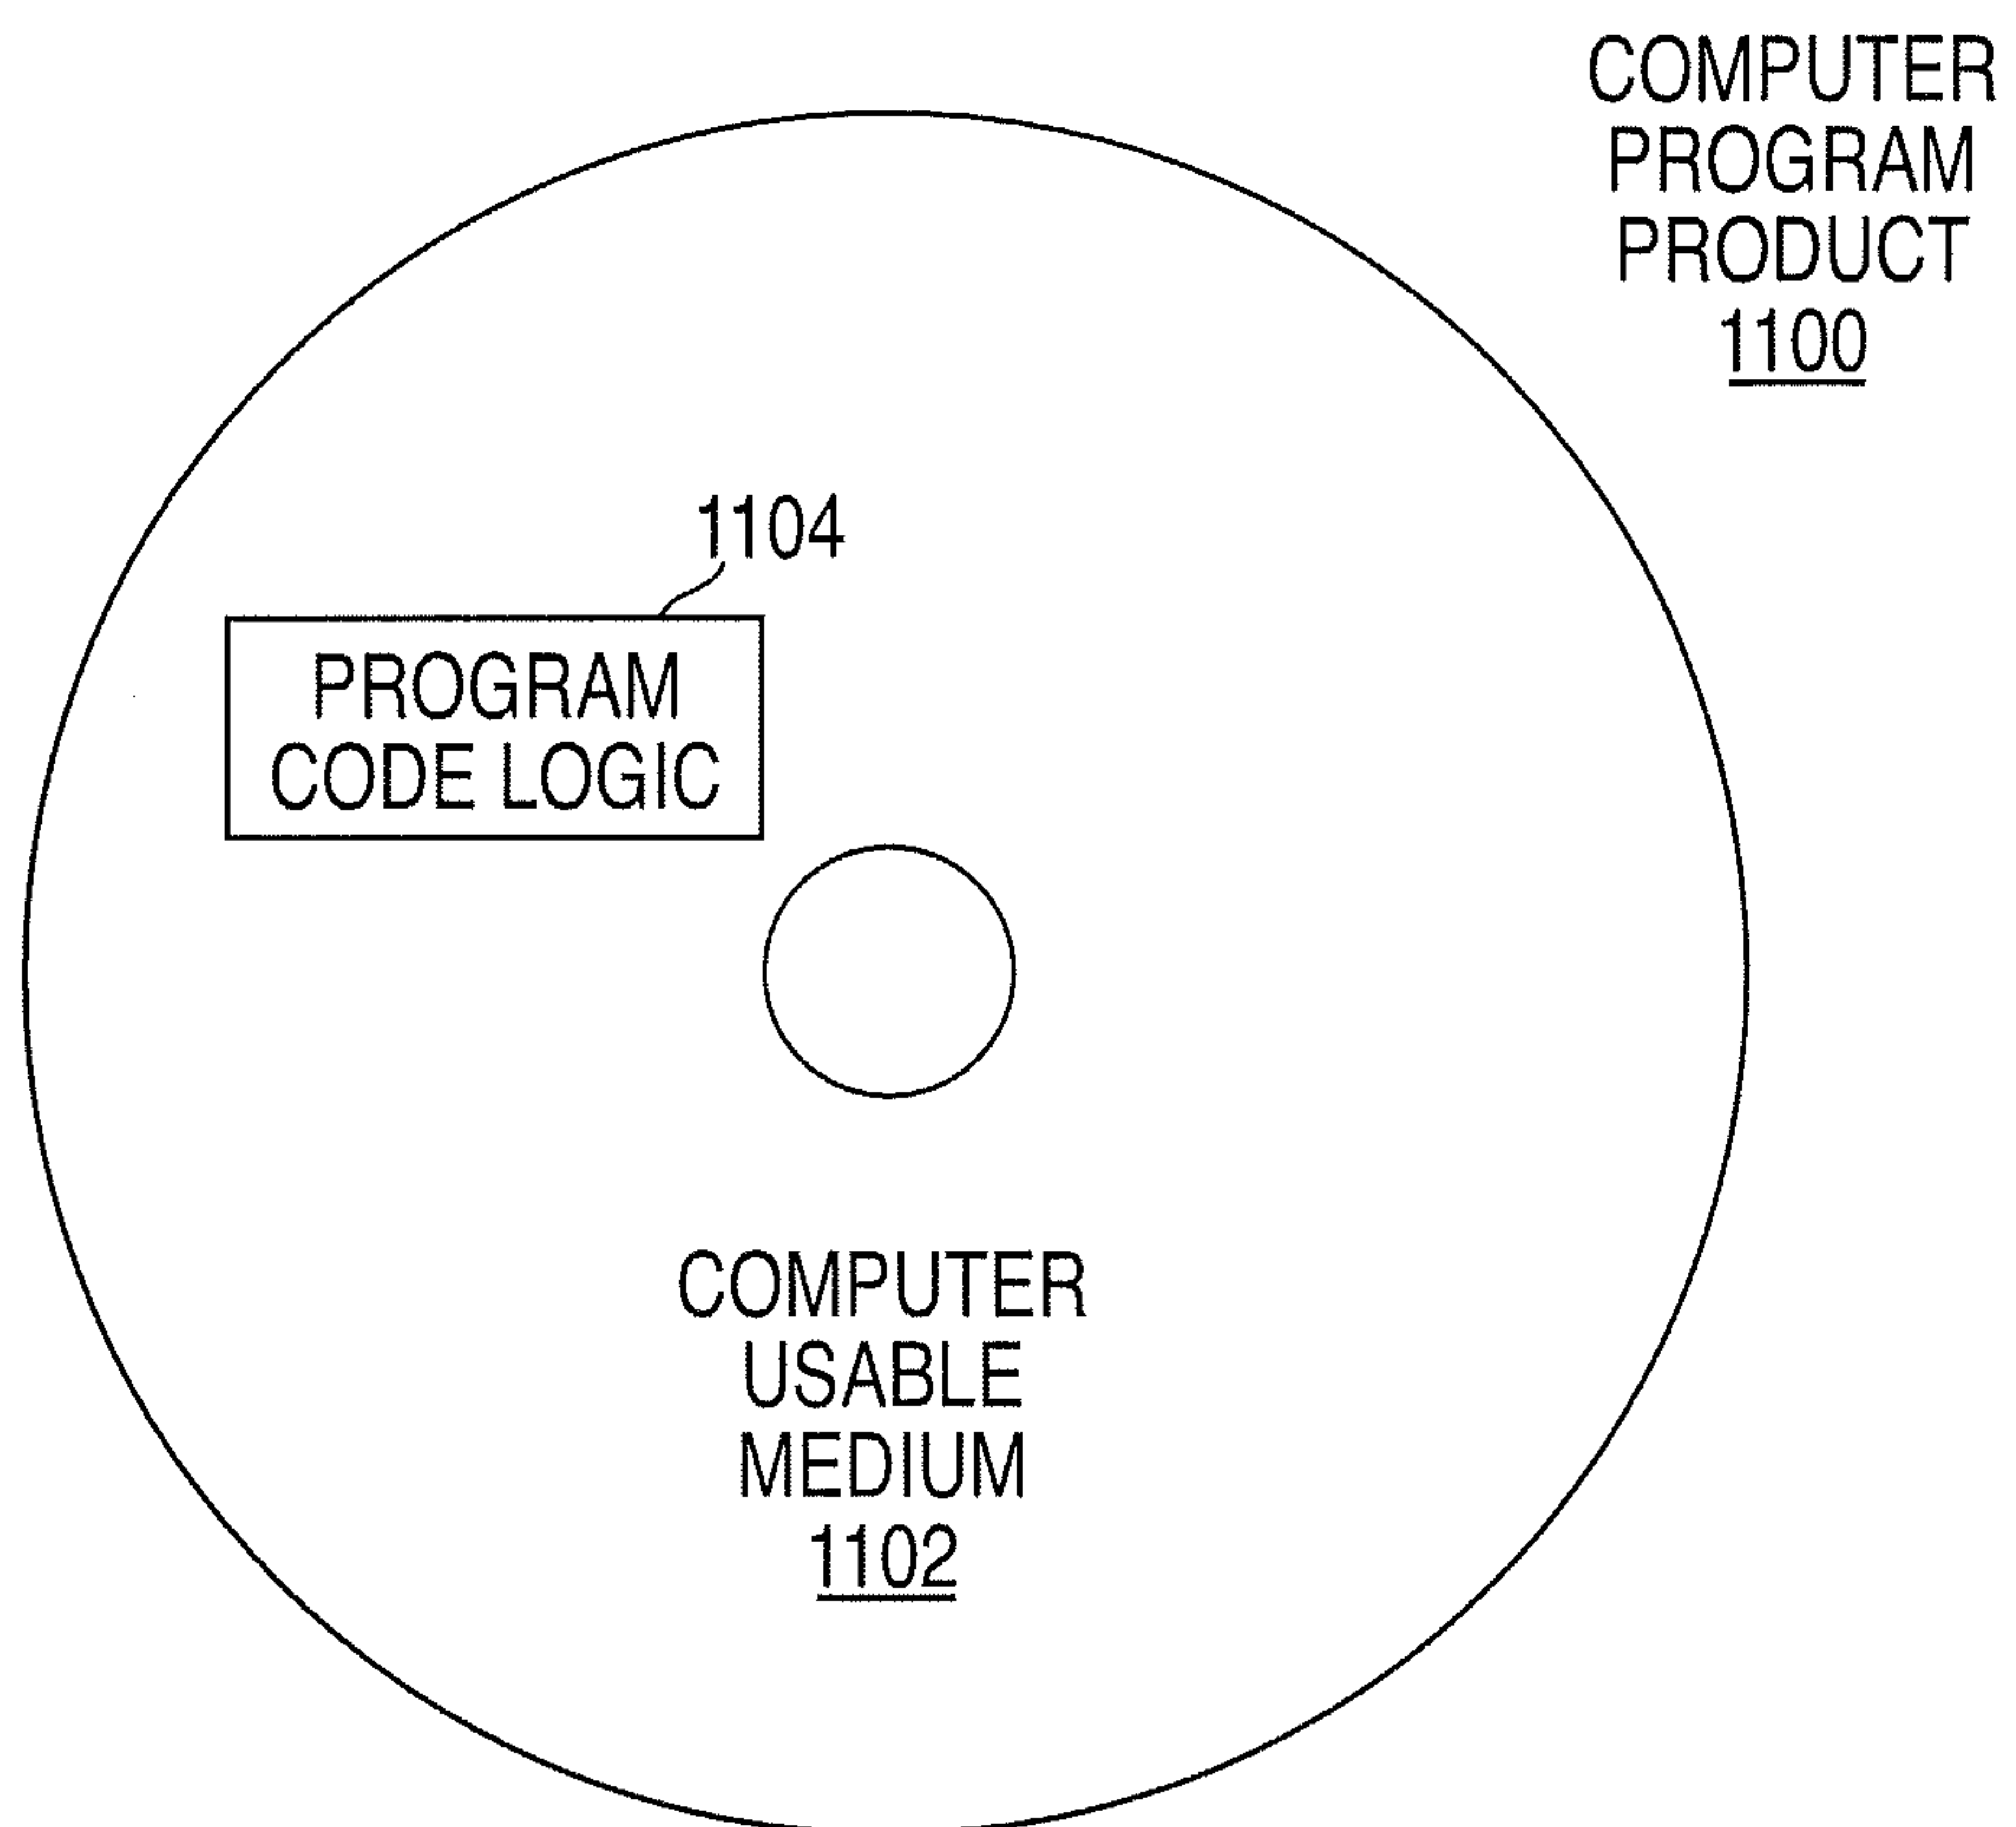 COMPUTER
PROGRAM
PRODUCT
1100
1104
PROGRAM
CODE LOGIC
COMPUTER
USABLE
MEDIUM
1102